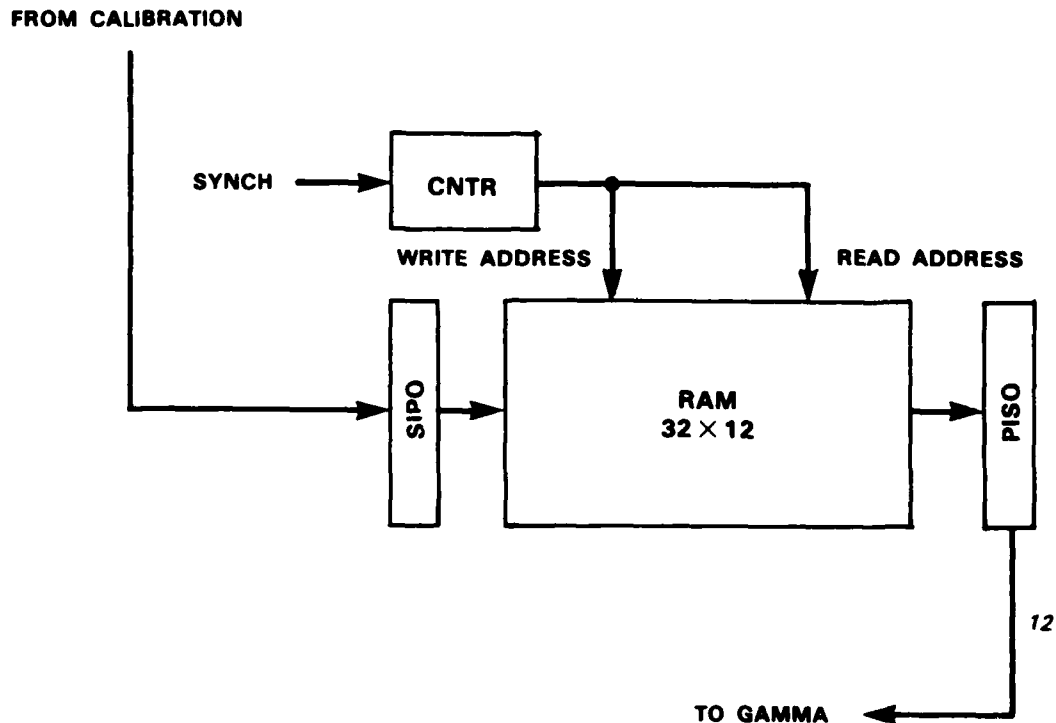 FROM CALIBRATION
SYNCH
CNTR
WRITE ADDRESS
READ ADDRESS
SIPO
RAM
32 × 12
PISO
12
TO GAMMA